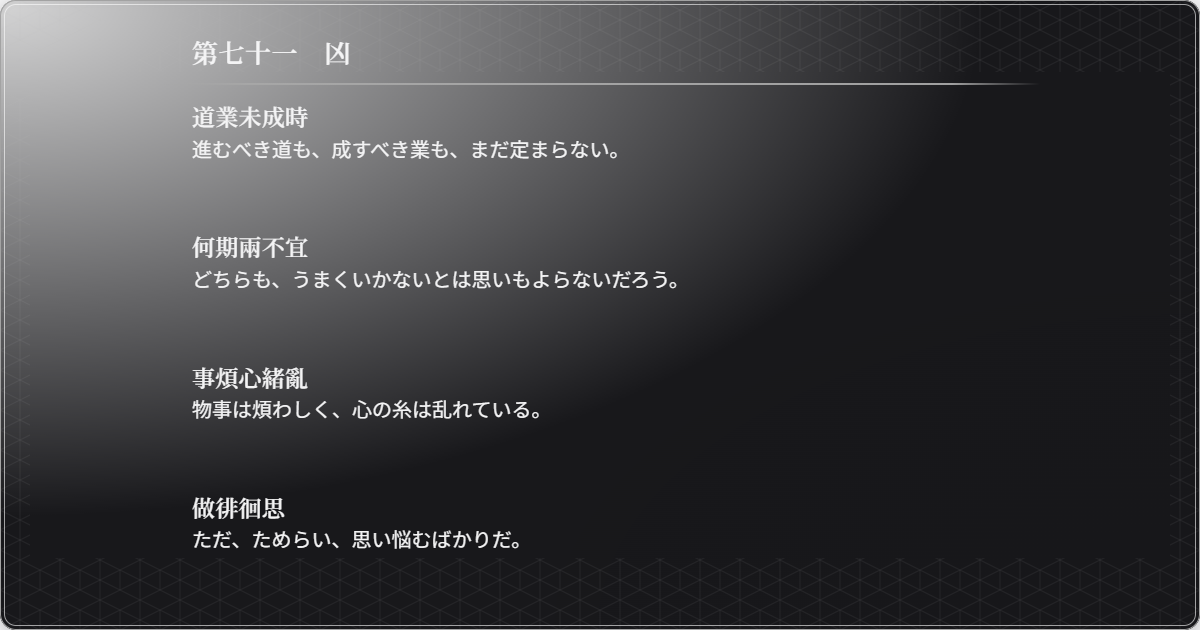 第七十一　凶
道業未成時
進むべき道も、成すべき業も、まだ定まらない。
何期兩不宜
どちらも、うまくいかないとは思いもよらないだろう。
事煩心緒亂
物事は煩わしく、心の糸は乱れている。
做徘徊思
ただ、ためらい、思い悩むばかりだ。